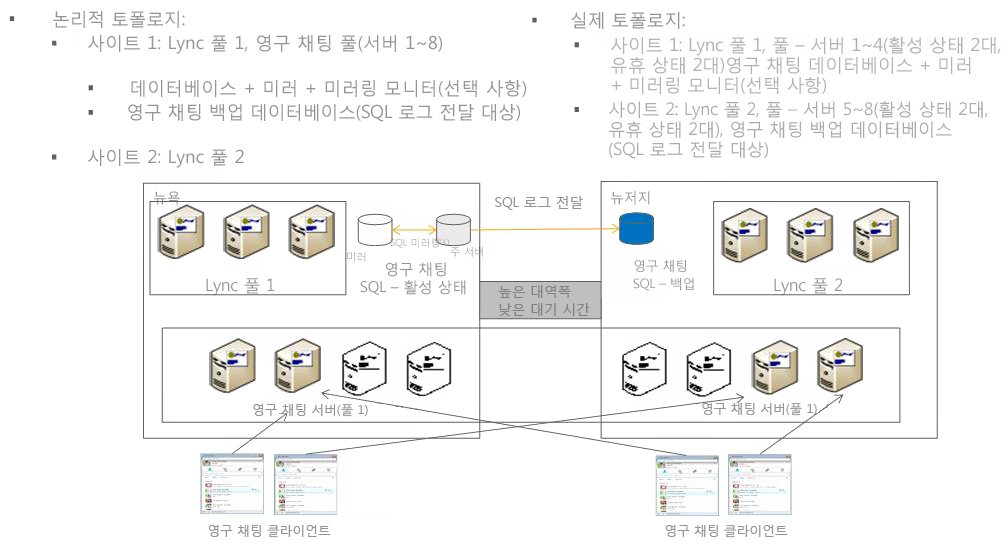 논리적 토폴로지:
사이트 1: Lync 풀 1, 영구 채팅 풀(서버 1~8)
데이터베이스 + 미러 + 미러링 모니터(선택 사항)
영구 채팅 백업 데이터베이스(SQL 로그 전달 대상)
사이트 2: Lync 풀 2
실제 토폴로지:
사이트 1: Lync 풀 1, 풀 – 서버 1~4(활성 상태 2대,
유휴 상태 2대)영구 채팅 데이터베이스 + 미러
+ 미러링 모니터(선택 사항)
사이트 2: Lync 풀 2, 풀 – 서버 5~8(활성 상태 2대,
유휴 상태 2대), 영구 채팅 백업 데이터베이스
(SQL 로그 전달 대상)
뉴욕
SQL 로그 전달
뉴저지
SQL 미러링
미러
주 서버
영구 채팅
SQL – 활성 상태
영구 채팅
SQL – 백업
Lync 풀 1
Lync 풀 2
높은 대역폭
낮은 대기 시간
영구 채팅 서버(풀 1)
영구 채팅 서버(풀 1)
영구 채팅 클라이언트
영구 채팅 클라이언트